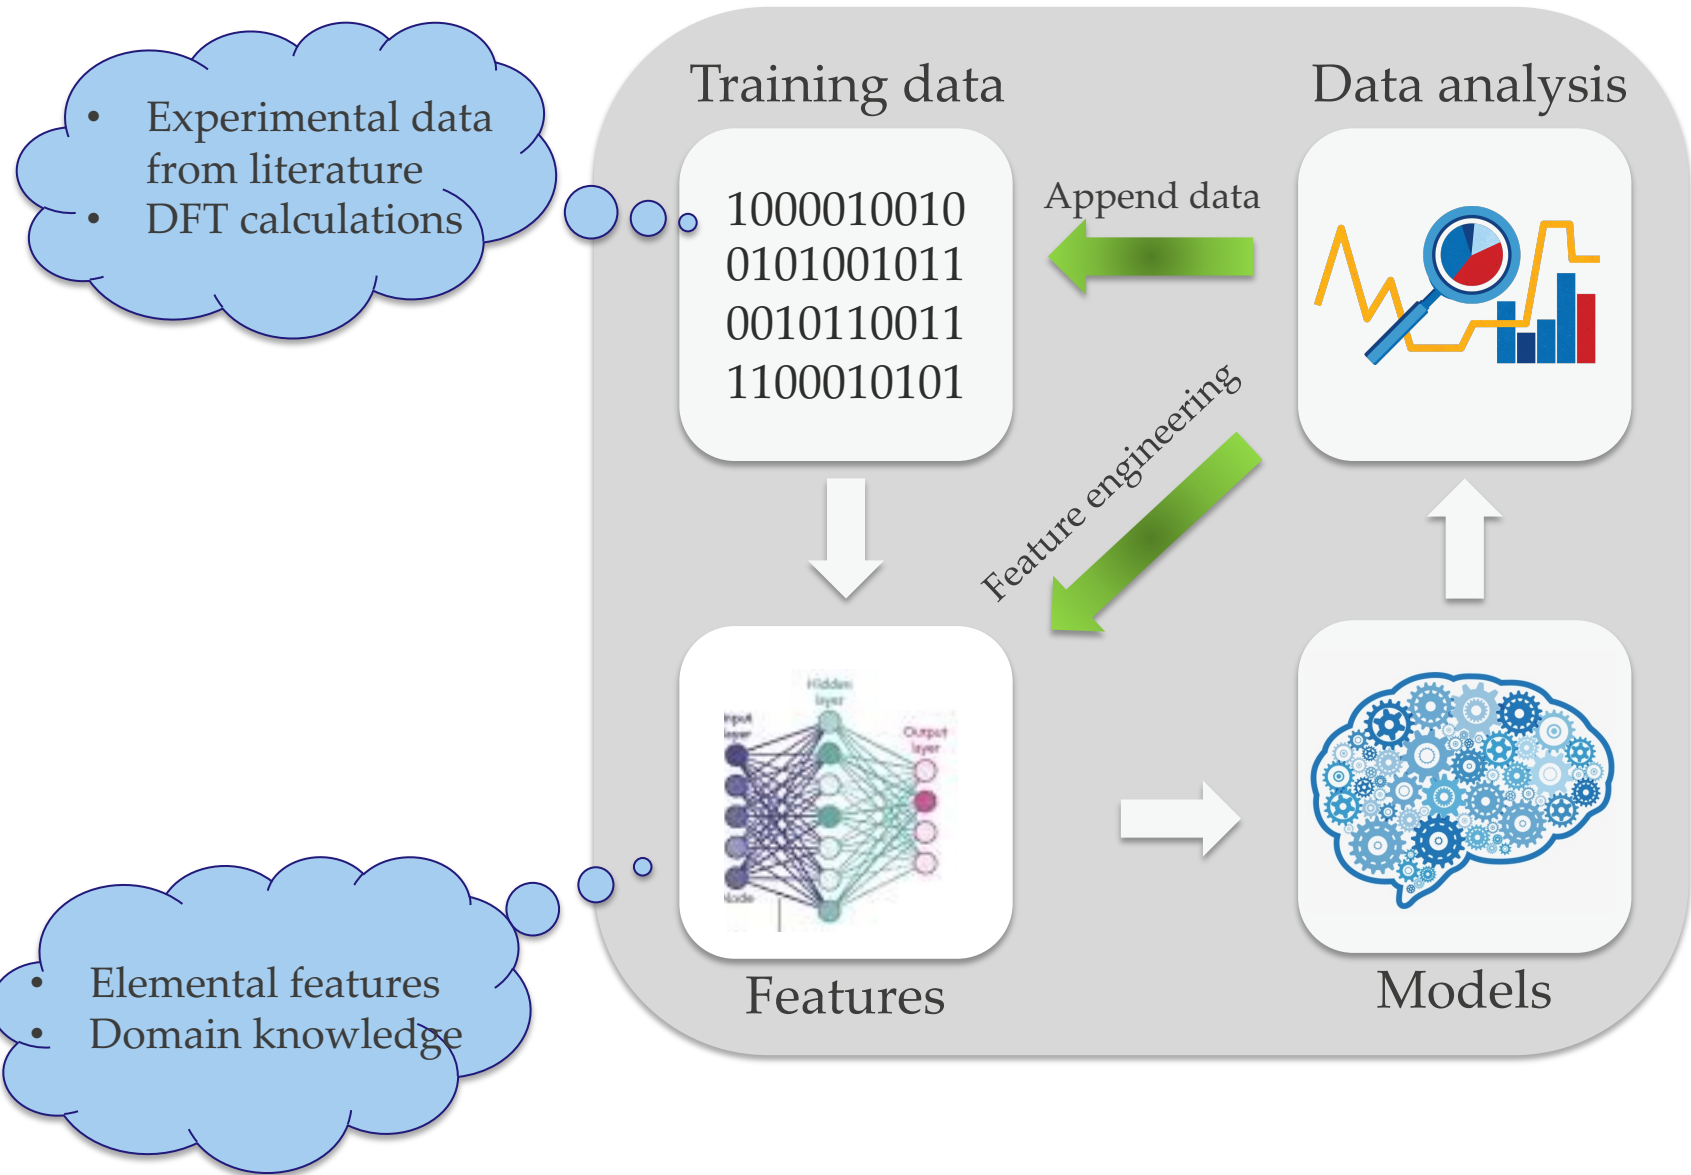 • Experimental data
from literature
• DFT calculations
Training data
1000010010
0101001011
0010110011
1100010101
Append data
Data analysis
Feature engineering
Hidden
layer
Output
layer
Features
Models
• Elemental features
• Domain knowledge